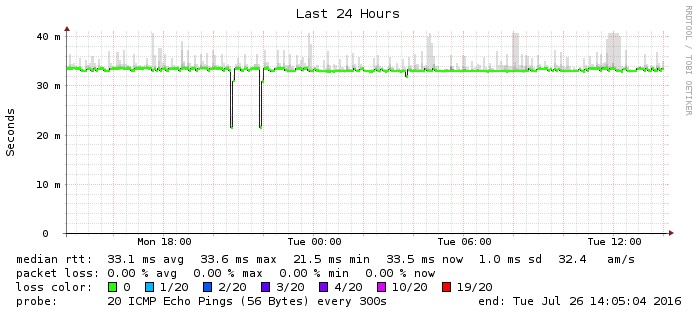 Last 24 Hours
RRDTOOL / TOBI OETIKER
Seconds
40 m
30 m
20 m
10 m
0
Mon 18:00 Tue 00:00 Tue 06:00 Tue 12:00
median rtt: 33.1 ms avg 33.6 ms max 21.5 ms min 33.5 ms now 1.0 ms sd 32.4 am/s
packet loss: 0.00 % avg 0.00 % max 0.00 % min 0.00 % now
loss color: 0 1/20 2/20 3/20 4/20 10/20 19/20
probe: 20 ICMP Echo Pings (56 Bytes) every 300s end: Tue Jul 26 14:05:04 2016